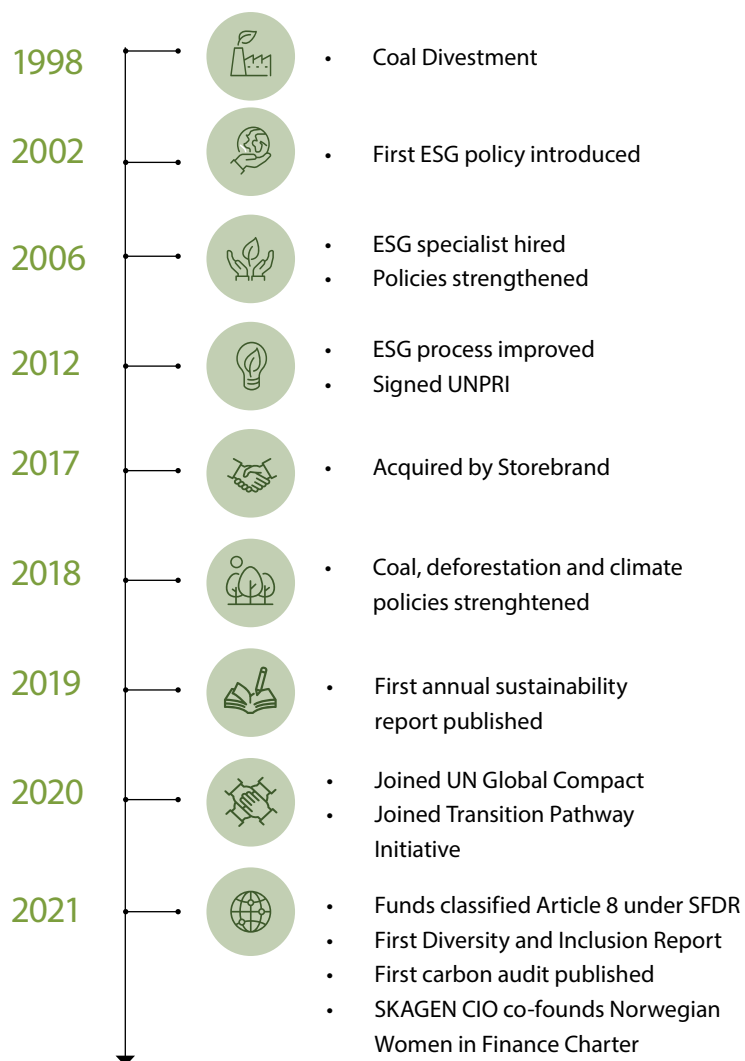 1998
• Coal Divestment
2002
• First ESG policy introduced
2006
• ESG specialist hired
• Policies strengthened
2012
• ESG process improved
• Signed UNPRI
2017
• Acquired by Storebrand
2018
• Coal, deforestation and climate
policies strenghtened
2019
• First annual sustainability
report published
2020
• Joined UN Global Compact
• Joined Transition Pathway
Initiative
2021
• Funds classified Article 8 under SFDR
• First Diversity and Inclusion Report
• First carbon audit published
• SKAGEN CIO co-founds Norwegian
Women in Finance Charter